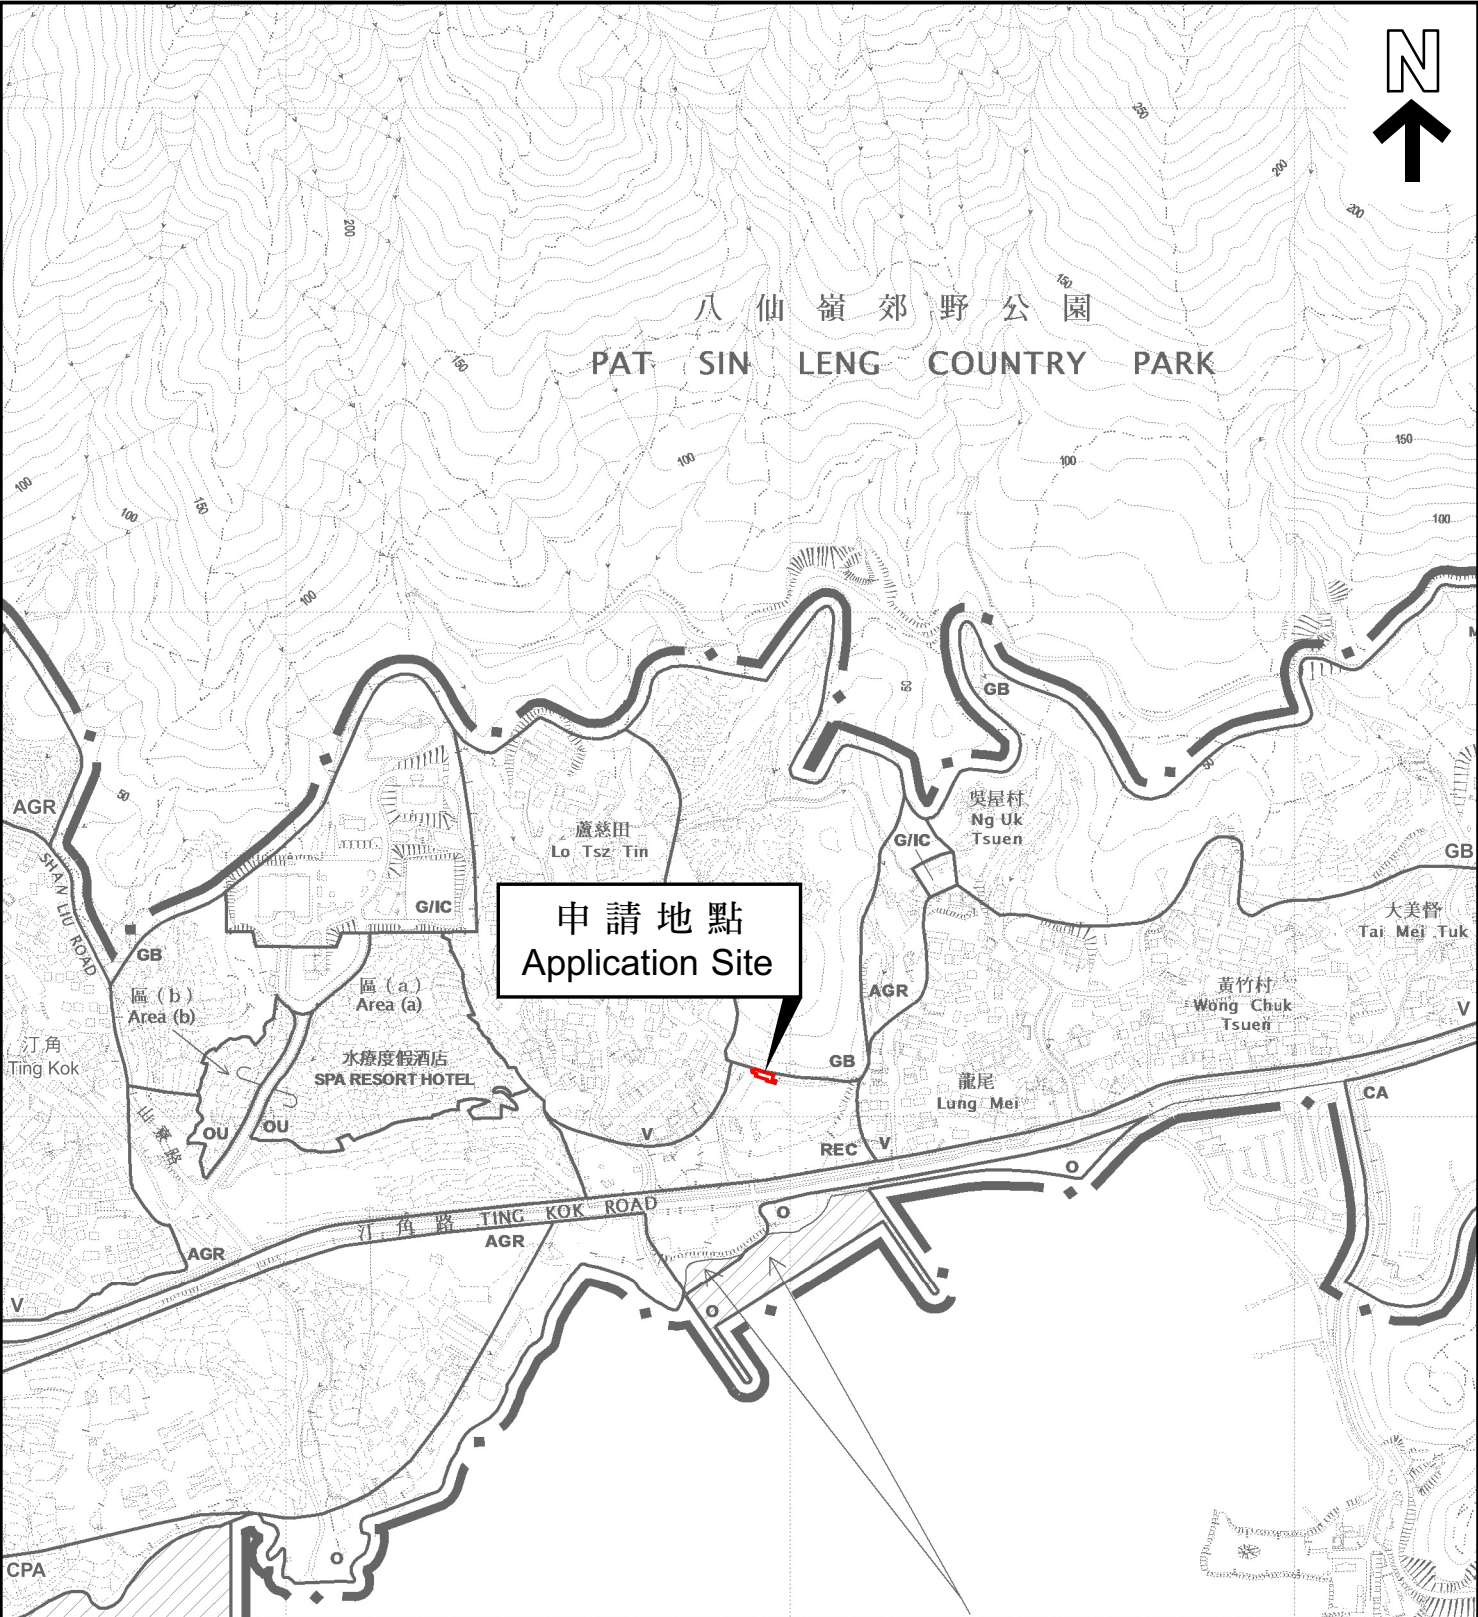 N
250
200
200
200
150
八仙嶺郊野公園
PAT SIN LENG COUNTRY PARK
150
150
100
100
100
150
100
100
100
50
GB
AGR
50
50
吳屋村
Ng Uk
Tsuen
蘆慈田
Lo Tsz Tin
G/IC
GB
SHAN LIU ROAD
G/IC
申請地點
Application Site
大美督
Tai Mei Tuk
GB
區(b)
Area (b)
區(a)
Area (a)
AGR
黃竹村
Wong Chuk
Tsuen
V
汀角
Ting Kok
水療度假酒店
SPA RESORT HOTEL
GB
龍尾
Lung Mei
CA
山寮路
OU
OU
V
REC
V
O
汀角路 TING KOK ROAD
O
AGR
AGR
V
O
O
CPA